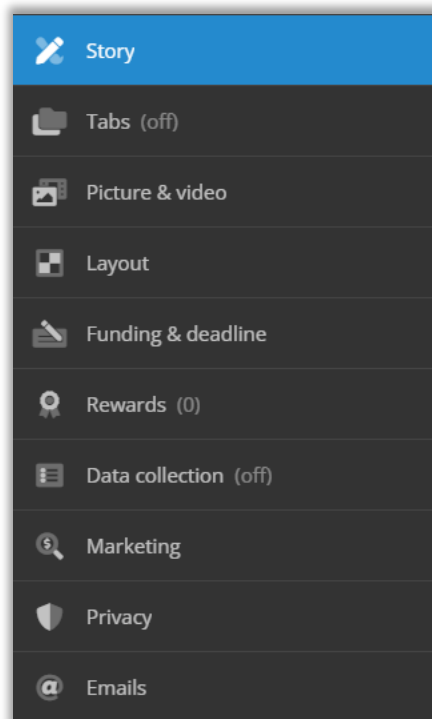 Story
Tabs (off)
Picture & video
Layout
Funding & deadline
Rewards (0)
Data collection (off)
Marketing
Privacy
Emails